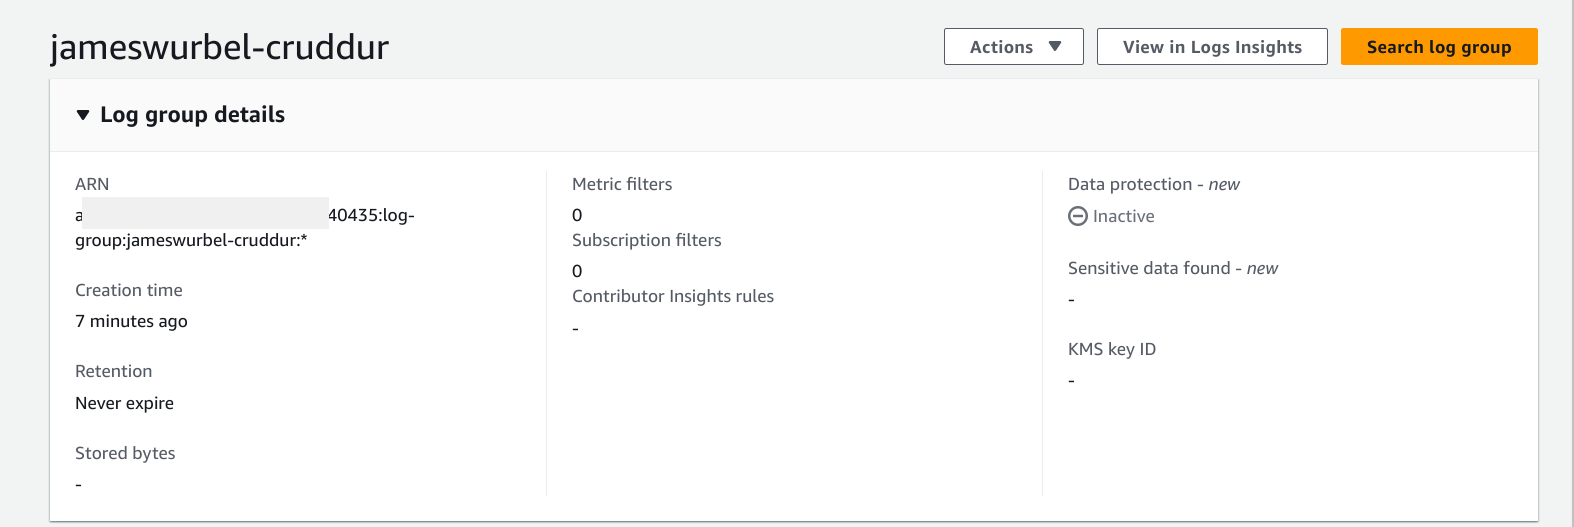 jameswurbel-cruddur
Actions
View in Logs Insights
Search log group
Log group details
ARN
a 40435:log-
group:jameswurbel-cruddur:*
Creation time
7 minutes ago
Retention
Never expire
Stored bytes
-
Metric filters
0
Subscription filters
0
Contributor Insights rules
-
Data protection - new
Inactive
Sensitive data found - new
-
KMS key ID
-